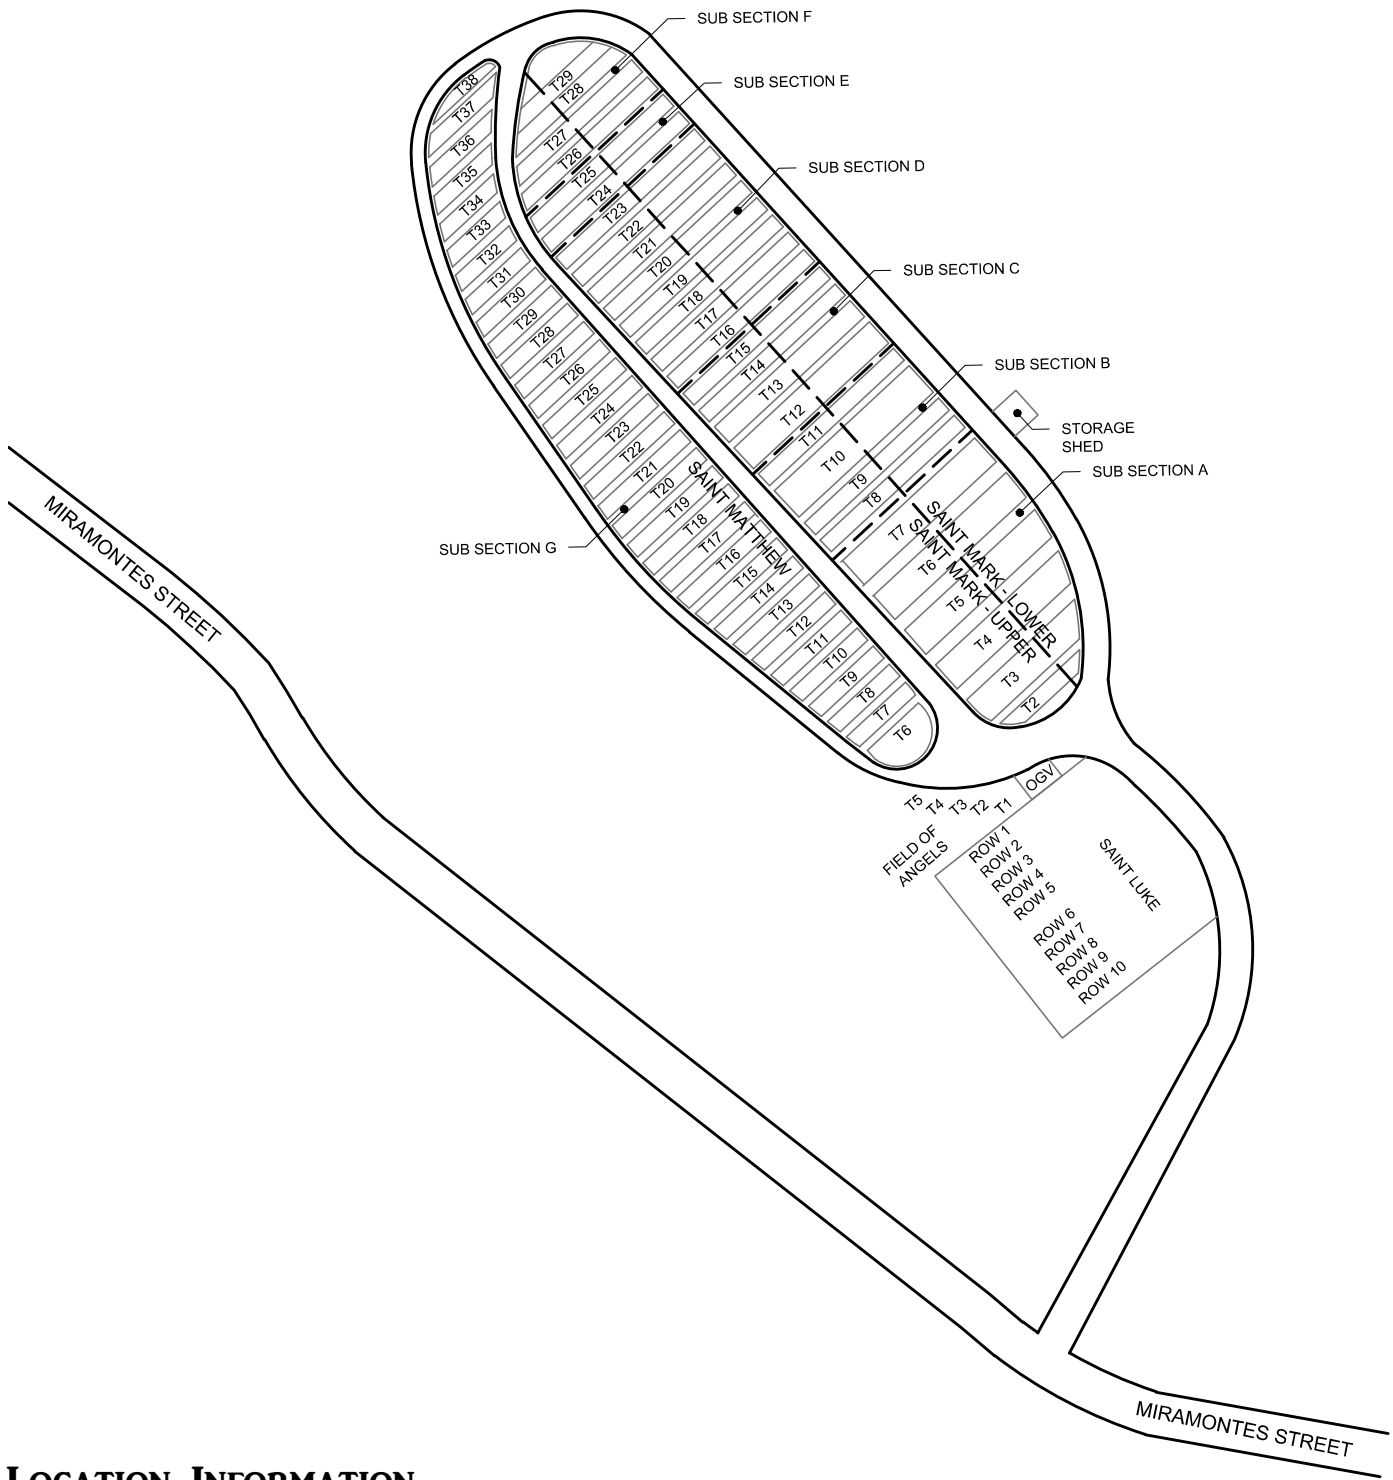 SUB SECTION F
SUB SECTION E
SUB SECTION D
SUB SECTION C
SUB SECTION B
STORAGE
SHED
SUB SECTION A
SUB SECTION G
T38
T37
T36
T35
T34
T33
T32
T31
T30
T29
T28
T27
T26
T25
T24
T23
T22
T21
T20
T19
T18
T17
T16
T15
T14
T13
T12
T11
T10
T9
T8
T7
T6
SAINT MATTHEW
T29
T28
T27
T26
T25
T24
T23
T22
T21
T20
T19
T18
T17
T16
T15
T14
T13
T12
T11
T10
T9
T8
T7
T6
T5
T4
T3
T2
SAINT MARK - LOWER
SAINT MARK - UPPER
MIRAMONTES STREET
T5
T4
T3
T2
T1
OGV
FIELD OF
ANGELS
ROW 1
ROW 2
ROW 3
ROW 4
ROW 5
ROW 6
ROW 7
ROW 8
ROW 9
ROW 10
SAINT LUKE
MIRAMONTES STREET
LOCATION INFORMATION